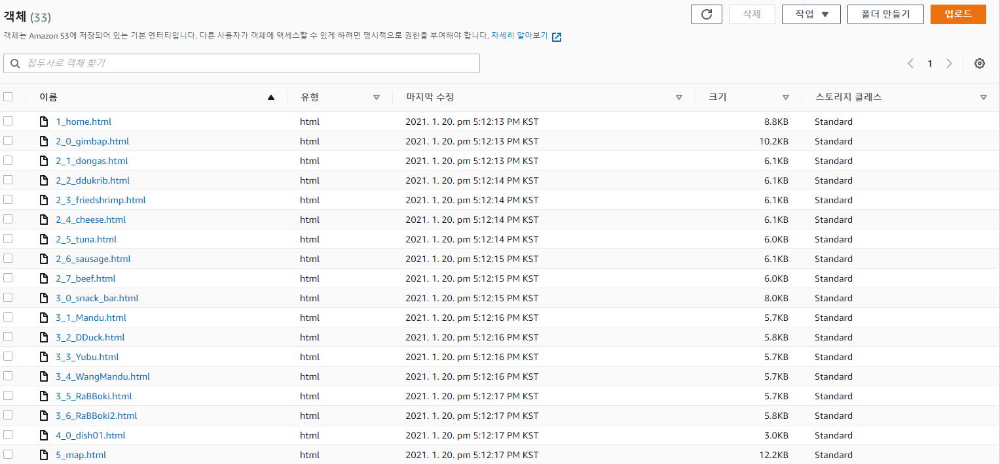 객체 (33) 삭제 작업 폴더 만들기 업로드
객체는 Amazon S3에 저장되어 있는 기본 엔터티입니다. 다른 사용자가 객체에 액세스할 수 있게 하려면 명시적으로 권한을 부여해야 합니다. 자세히 알아보기
접두사로 객체 찾기 1
이름 유형 마지막 수정 크기 스토리지 클래스
1_home.html html 2021. 1. 20. pm 5:12:13 PM KST 8.8KB Standard
2_0_gimbap.html html 2021. 1. 20. pm 5:12:13 PM KST 10.2KB Standard
2_1_dongas.html html 2021. 1. 20. pm 5:12:13 PM KST 6.1KB Standard
2_2_ddukrib.html html 2021. 1. 20. pm 5:12:14 PM KST 6.1KB Standard
2_3_friedshrimp.html html 2021. 1. 20. pm 5:12:14 PM KST 6.1KB Standard
2_4_cheese.html html 2021. 1. 20. pm 5:12:14 PM KST 6.1KB Standard
2_5_tuna.html html 2021. 1. 20. pm 5:12:14 PM KST 6.0KB Standard
2_6_sausage.html html 2021. 1. 20. pm 5:12:15 PM KST 6.1KB Standard
2_7_beef.html html 2021. 1. 20. pm 5:12:15 PM KST 6.0KB Standard
3_0_snack_bar.html html 2021. 1. 20. pm 5:12:15 PM KST 8.0KB Standard
3_1_Mandu.html html 2021. 1. 20. pm 5:12:16 PM KST 5.7KB Standard
3_2_DDuck.html html 2021. 1. 20. pm 5:12:16 PM KST 5.8KB Standard
3_3_Yubu.html html 2021. 1. 20. pm 5:12:16 PM KST 5.7KB Standard
3_4_WangMandu.html html 2021. 1. 20. pm 5:12:16 PM KST 5.7KB Standard
3_5_RaBBoki.html html 2021. 1. 20. pm 5:12:17 PM KST 5.7KB Standard
3_6_RaBBoki2.html html 2021. 1. 20. pm 5:12:17 PM KST 5.8KB Standard
4_0_dish01.html html 2021. 1. 20. pm 5:12:17 PM KST 3.0KB Standard
5_map.html html 2021. 1. 20. pm 5:12:17 PM KST 12.2KB Standard